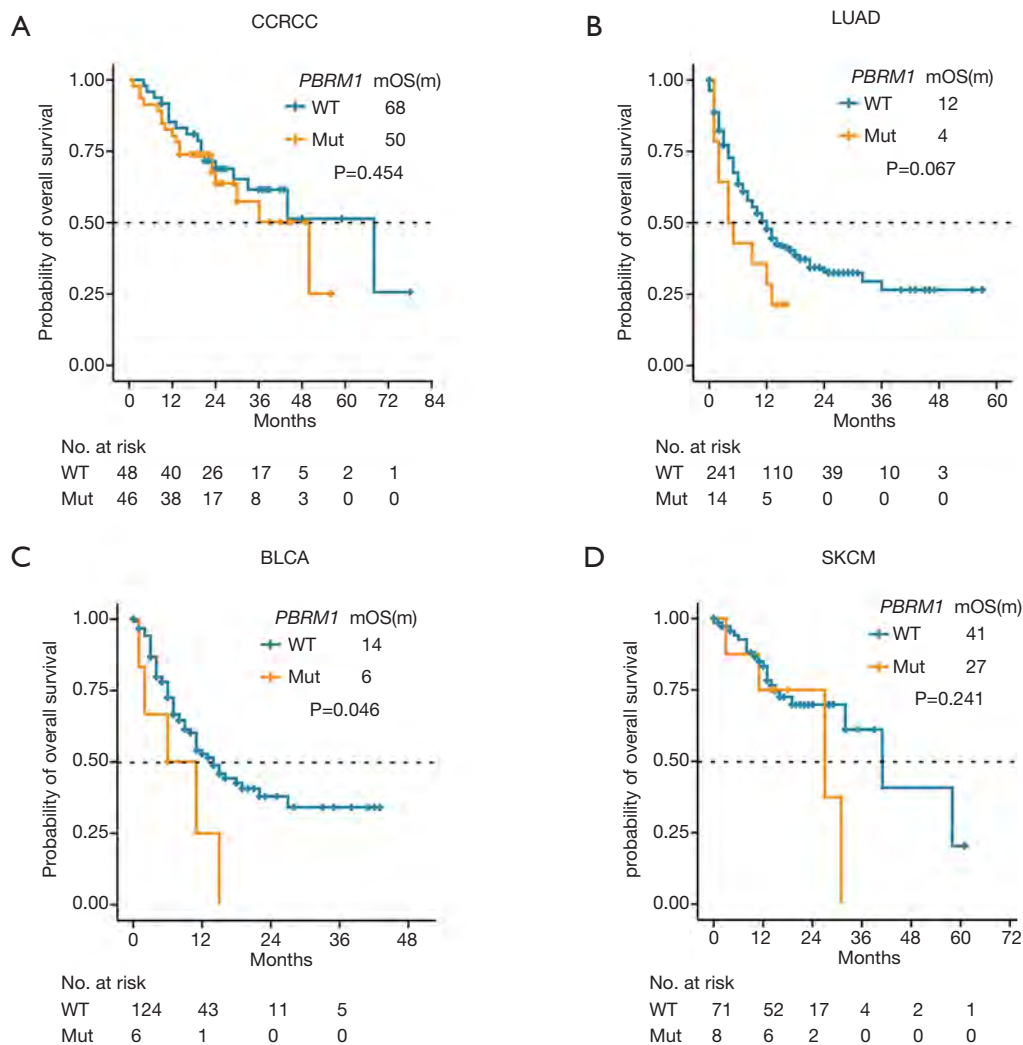 A
CCRCC
PBRM1 mOS(m)
WT 68
Mut 50
P=0.454
1.00
0.75
0.50
0.25
0.00
Probability of overall survival
0 12 24 36 48 60 72 84
Months
No. at risk
WT 48 40 26 17 5 2 1
Mut 46 38 17 8 3 0 0
B
LUAD
PBRM1 mOS(m)
WT 12
Mut 4
P=0.067
1.00
0.75
0.50
0.25
0.00
Probability of overall survival
0 12 24 36 48 60
Months
No. at risk
WT 241 110 39 10 3
Mut 14 5 0 0 0
C
BLCA
PBRM1 mOS(m)
WT 14
Mut 6
P=0.046
1.00
0.75
0.50
0.25
0.00
Probability of overall survival
0 12 24 36 48
Months
No. at risk
WT 124 43 11 5
Mut 6 1 0 0
D
SKCM
PBRM1 mOS(m)
WT 41
Mut 27
P=0.241
1.00
0.75
0.50
0.25
0.00
probability of overall survival
0 12 24 36 48 60 72
Months
No. at risk
WT 71 52 17 4 2 1
Mut 8 6 2 0 0 0